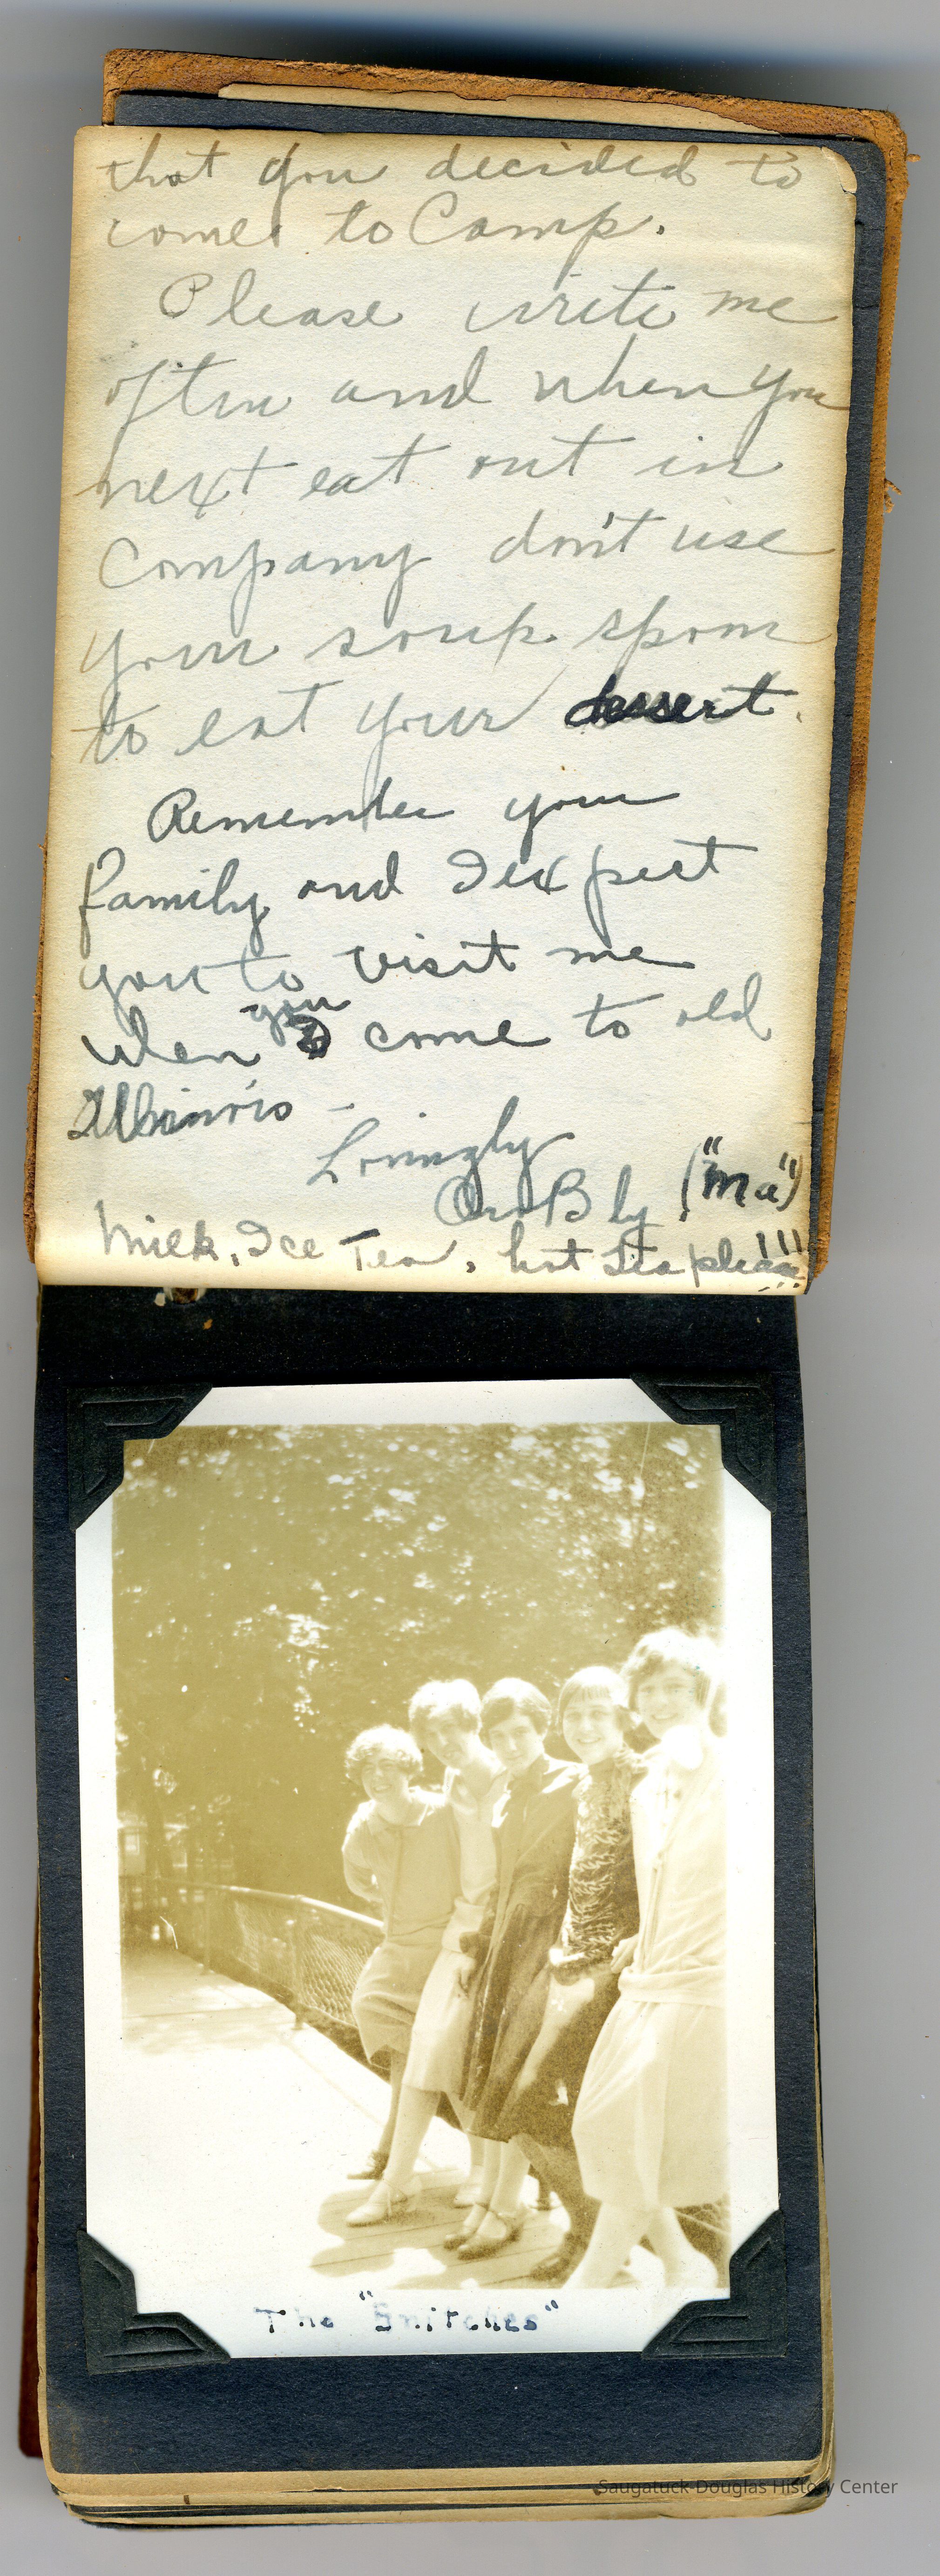 that you decided to
come to Camp.
Please write me
often and when you
next eat out in
Company don't use
your soup spoon
to eat your dessert.
Remember your
family and I expect
you to visit me
when you come to old
Illinois -
Lovingly
Ora Bly ("Ma")
Milk, Ice Tea, hot tea please!!!
The "Snitches"
Saugatuck-Douglas History Center